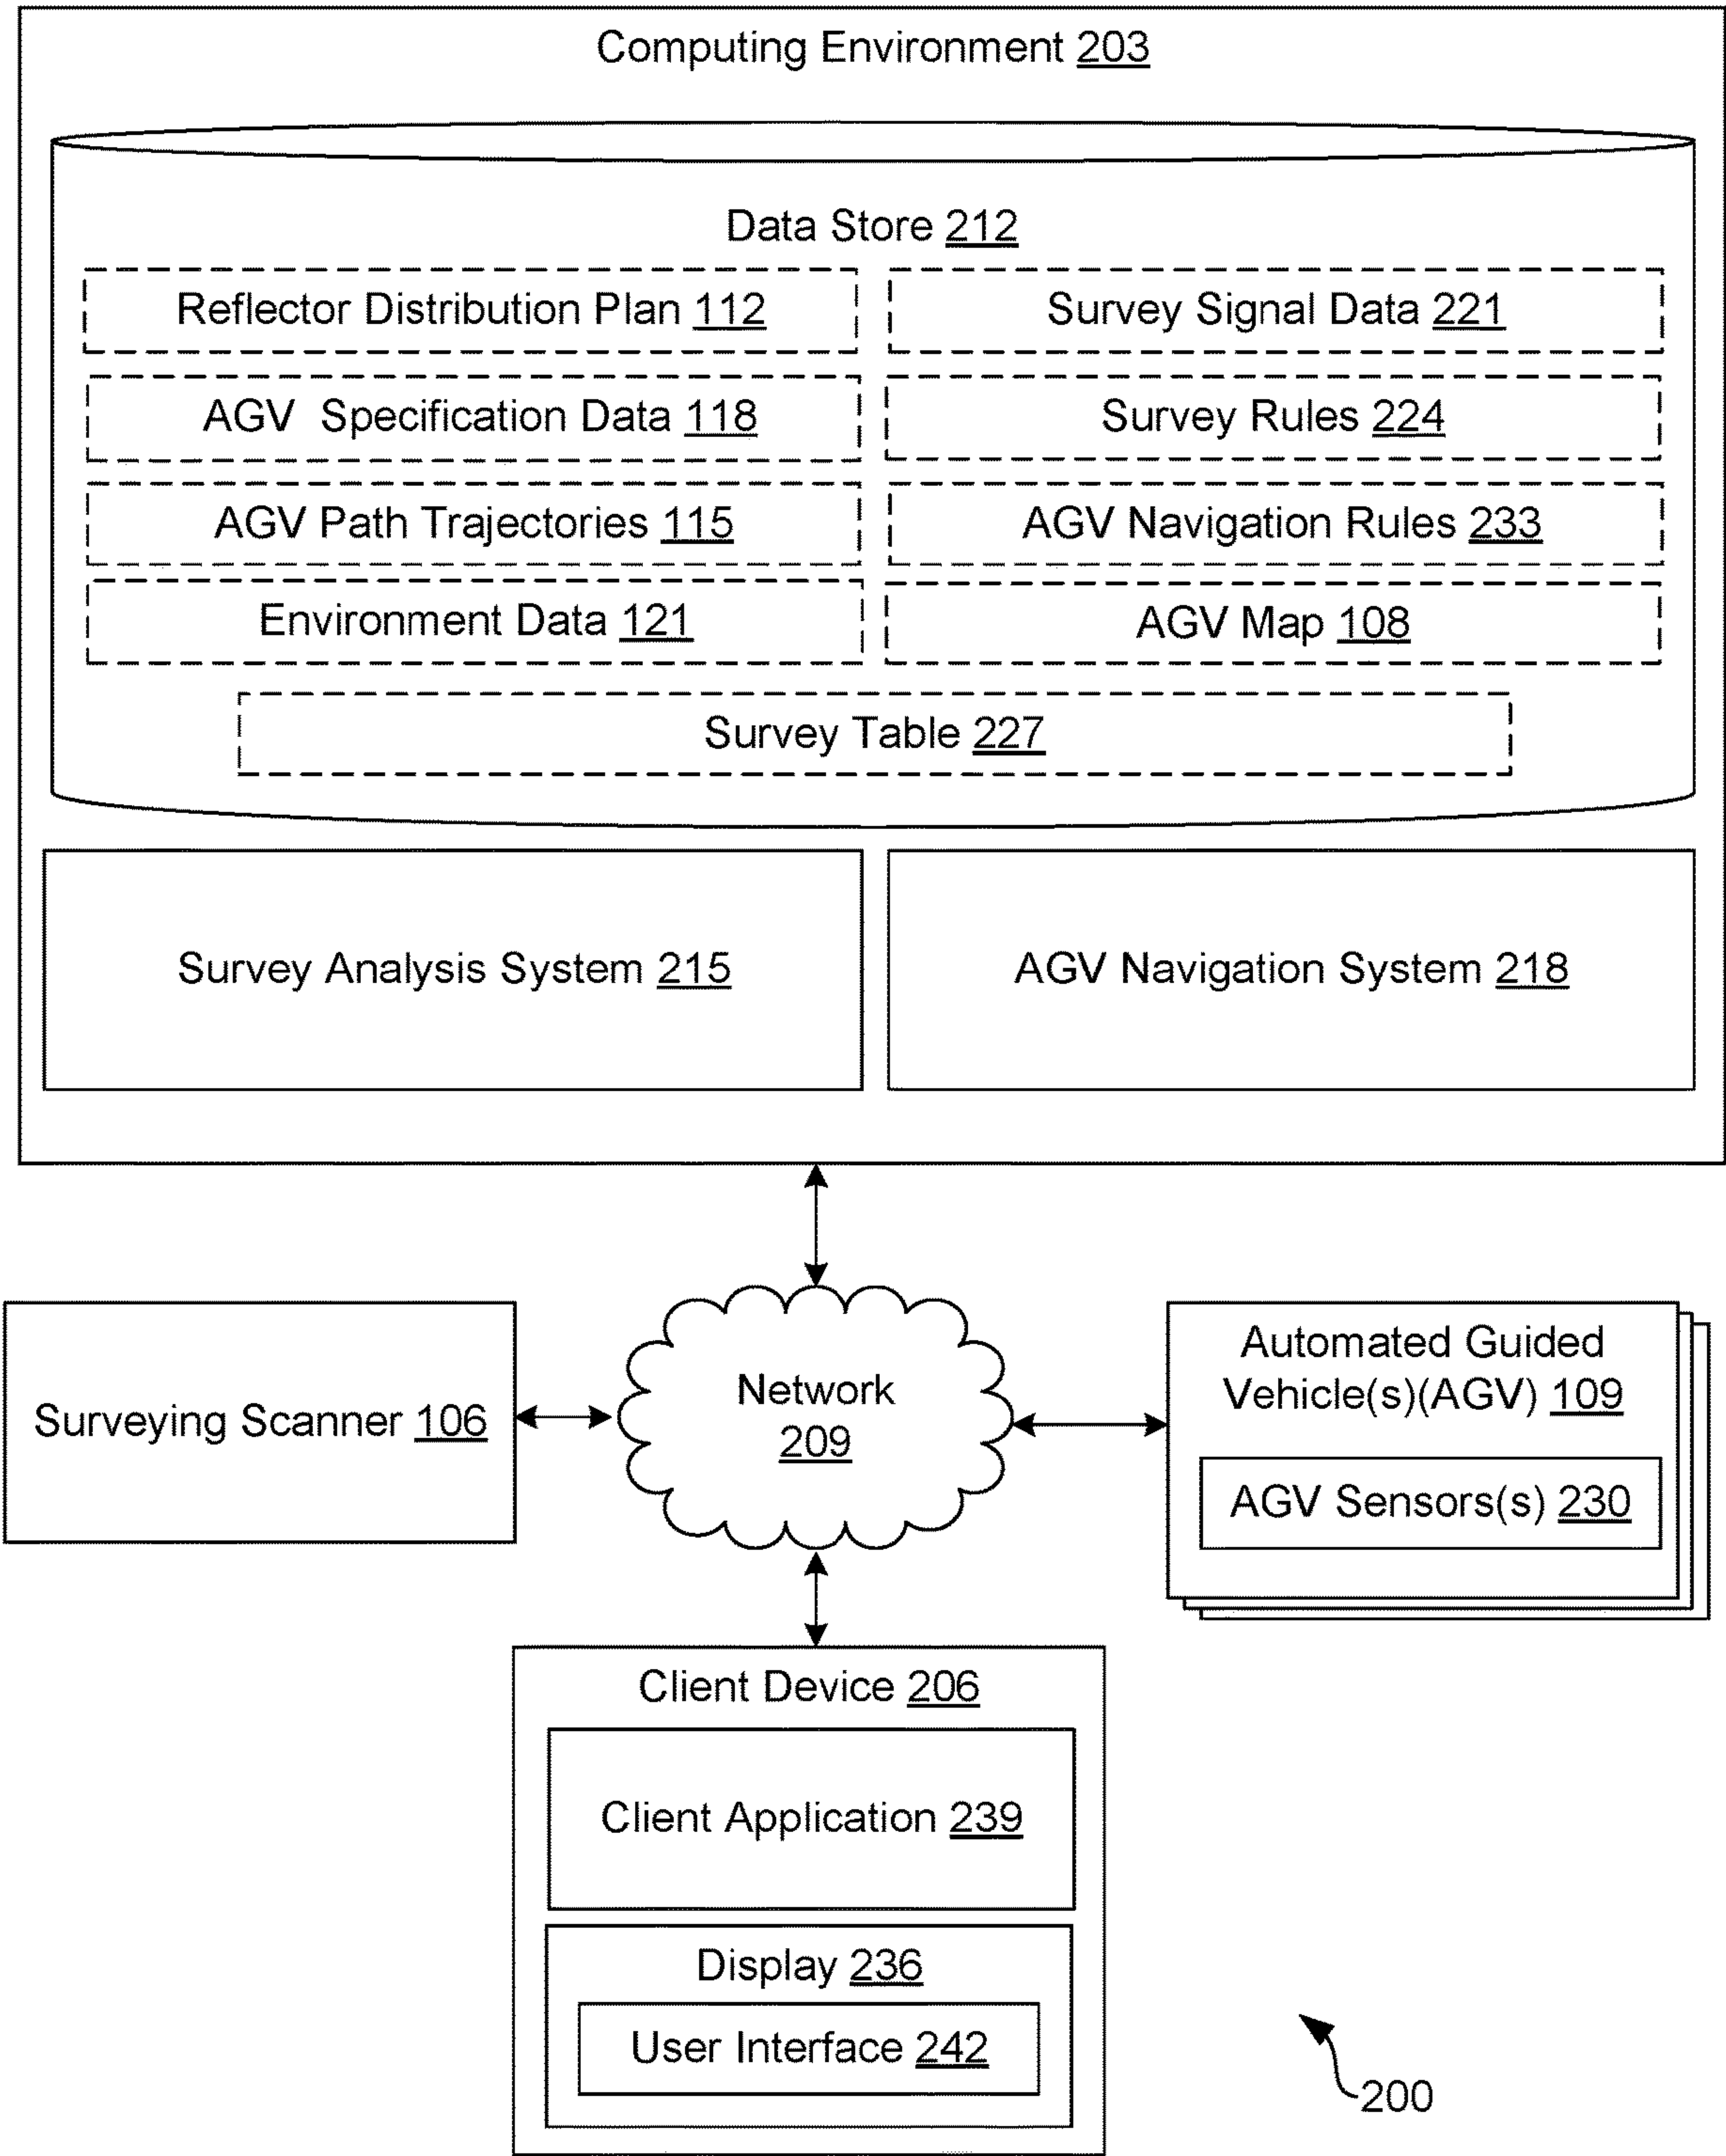 Computing Environment 203
Data Store 212
Reflector Distribution Plan 112
Survey Signal Data 221
AGV Specification Data 118
Survey Rules 224
AGV Path Trajectories 115
AGV Navigation Rules 233
Environment Data 121
AGV Map 108
Survey Table 227
Survey Analysis System 215
AGV Navigation System 218
Surveying Scanner 106
Network
209
Automated Guided
Vehicle(s)(AGV) 109
AGV Sensors(s) 230
Client Device 206
Client Application 239
Display 236
User Interface 242
200